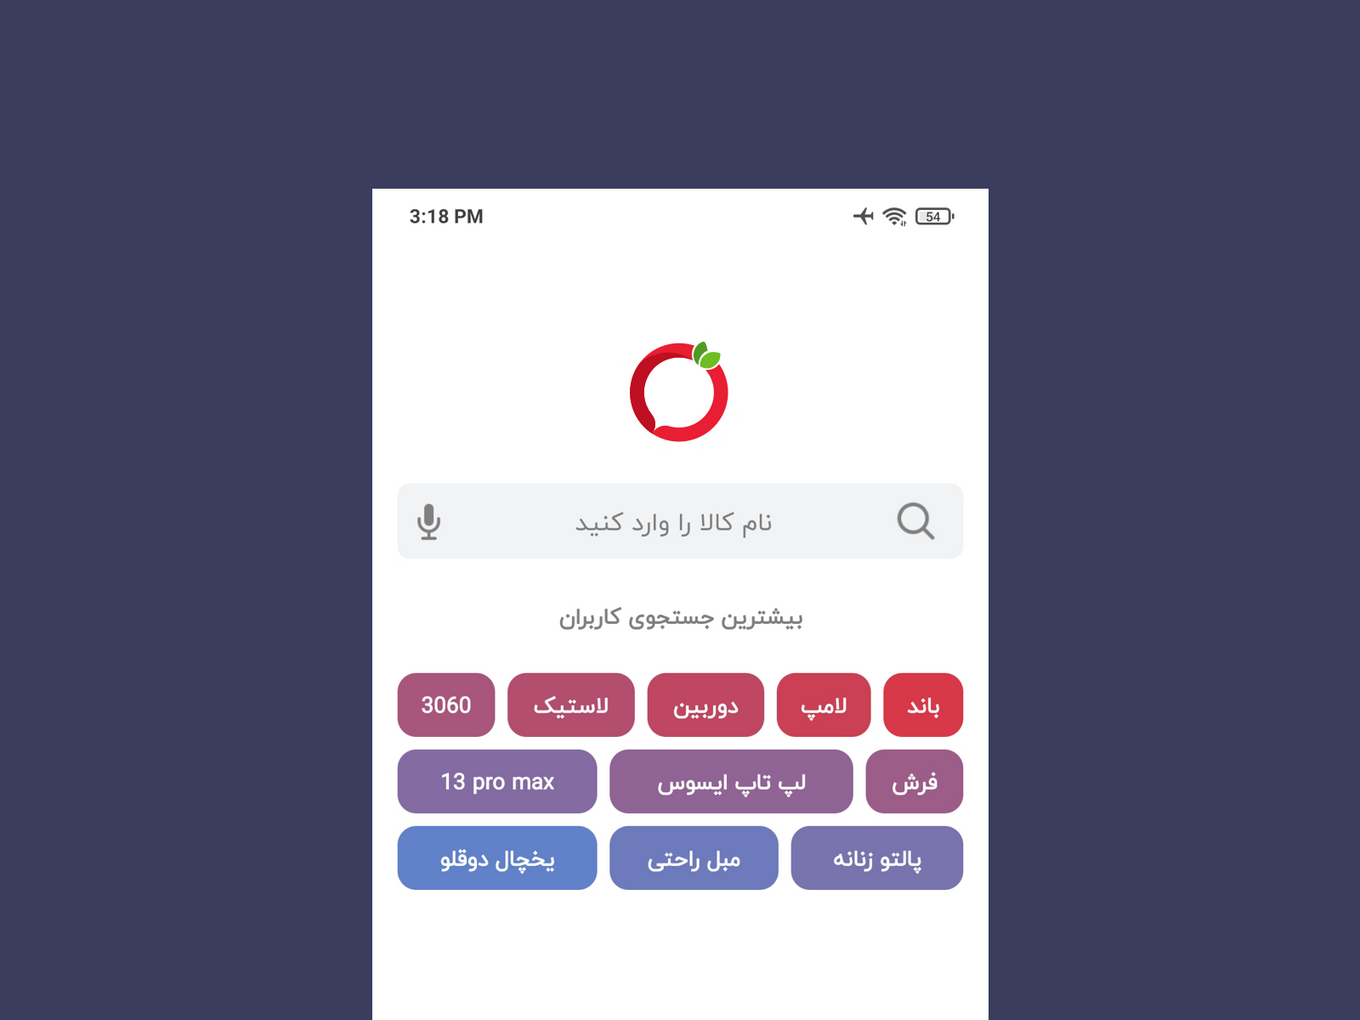 3:18 PM 54
نام کالا را وارد کنید
بیشترین جستجوی کاربران
باند لامپ دوربین لاستیک 3060
فرش لپ تاپ ایسوس 13 pro max
پالتو زنانه مبل راحتی یخچال دوقلو